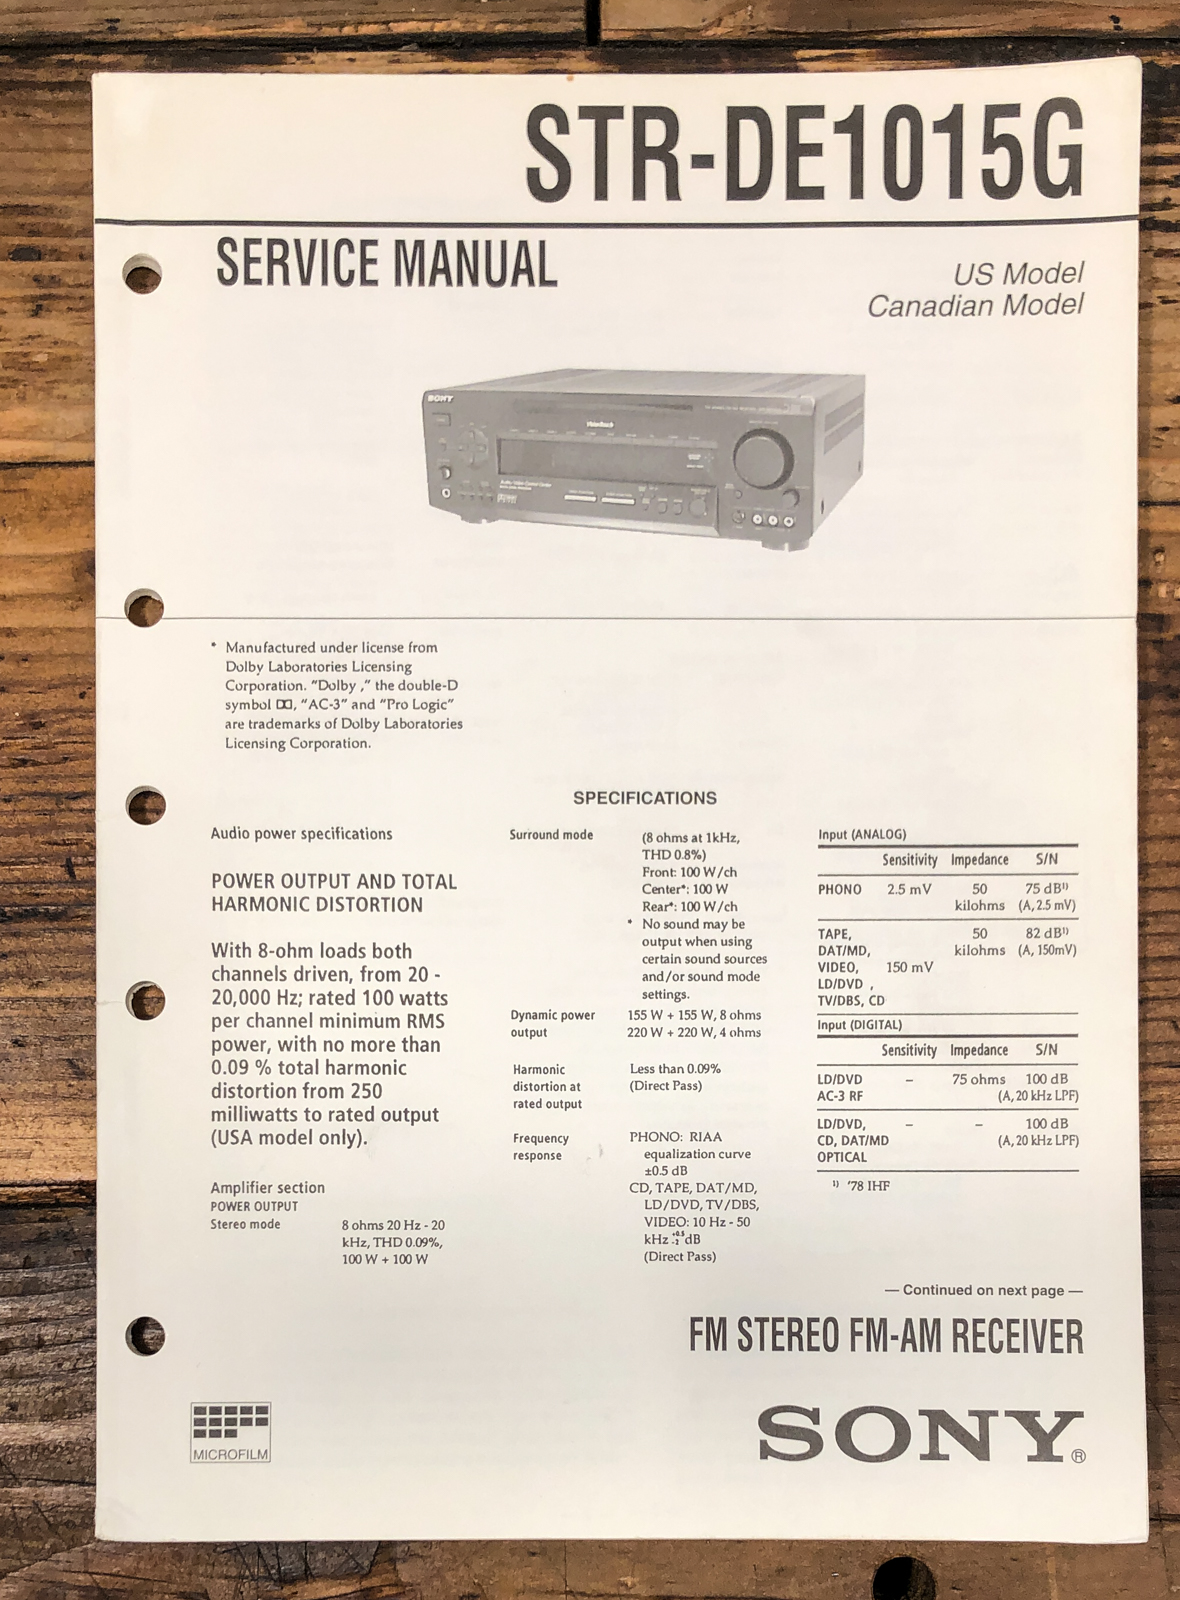 STR-DE1015G
SERVICE MANUAL
US Model
Canadian Model
SONY
* Manufactured under license from
Dolby Laboratories Licensing
Corporation. "Dolby ," the double-D
symbol, "AC-3" and "Pro Logic"
are trademarks of Dolby Laboratories
Licensing Corporation.
SPECIFICATIONS
Audio power specifications
POWER OUTPUT AND TOTAL
HARMONIC DISTORTION
With 8-ohm loads both
channels driven, from 20 -
20,000 Hz; rated 100 watts
per channel minimum RMS
power, with no more than
0.09 % total harmonic
distortion from 250
milliwatts to rated output
(USA model only).
Amplifier section
POWER OUTPUT
Stereo mode 8 ohms 20 Hz - 20
kHz, THD 0.09%,
100 W + 100 W
Surround mode (8 ohms at 1kHz,
THD 0.8%)
Front: 100 W/ch
Center*: 100 W
Rear*: 100 W/ch
* No sound may be
output when using
certain sound sources
and/or sound mode
settings.
Dynamic power 155 W + 155 W, 8 ohms
output 220 W + 220 W, 4 ohms
Harmonic Less than 0.09%
distortion at (Direct Pass)
rated output
Frequency PHONO: RIAA
response equalization curve
±0.5 dB
CD, TAPE, DAT/MD,
LD/DVD, TV/DBS,
VIDEO: 10 Hz - 50
kHz +0.5 -2 dB
(Direct Pass)
Input (ANALOG)
Sensitivity Impedance S/N
PHONO 2.5 mV 50 75 dB1)
kilohms (A, 2.5 mV)
TAPE, 50 82 dB1)
DAT/MD, kilohms (A, 150mV)
VIDEO, 150 mV
LD/DVD ,
TV/DBS, CD
Input (DIGITAL)
Sensitivity Impedance S/N
LD/DVD – 75 ohms 100 dB
AC-3 RF (A, 20 kHz LPF)
LD/DVD, – – 100 dB
CD, DAT/MD (A, 20 kHz LPF)
OPTICAL
1) '78 IHF
— Continued on next page —
FM STEREO FM-AM RECEIVER
MICROFILM
SONY®